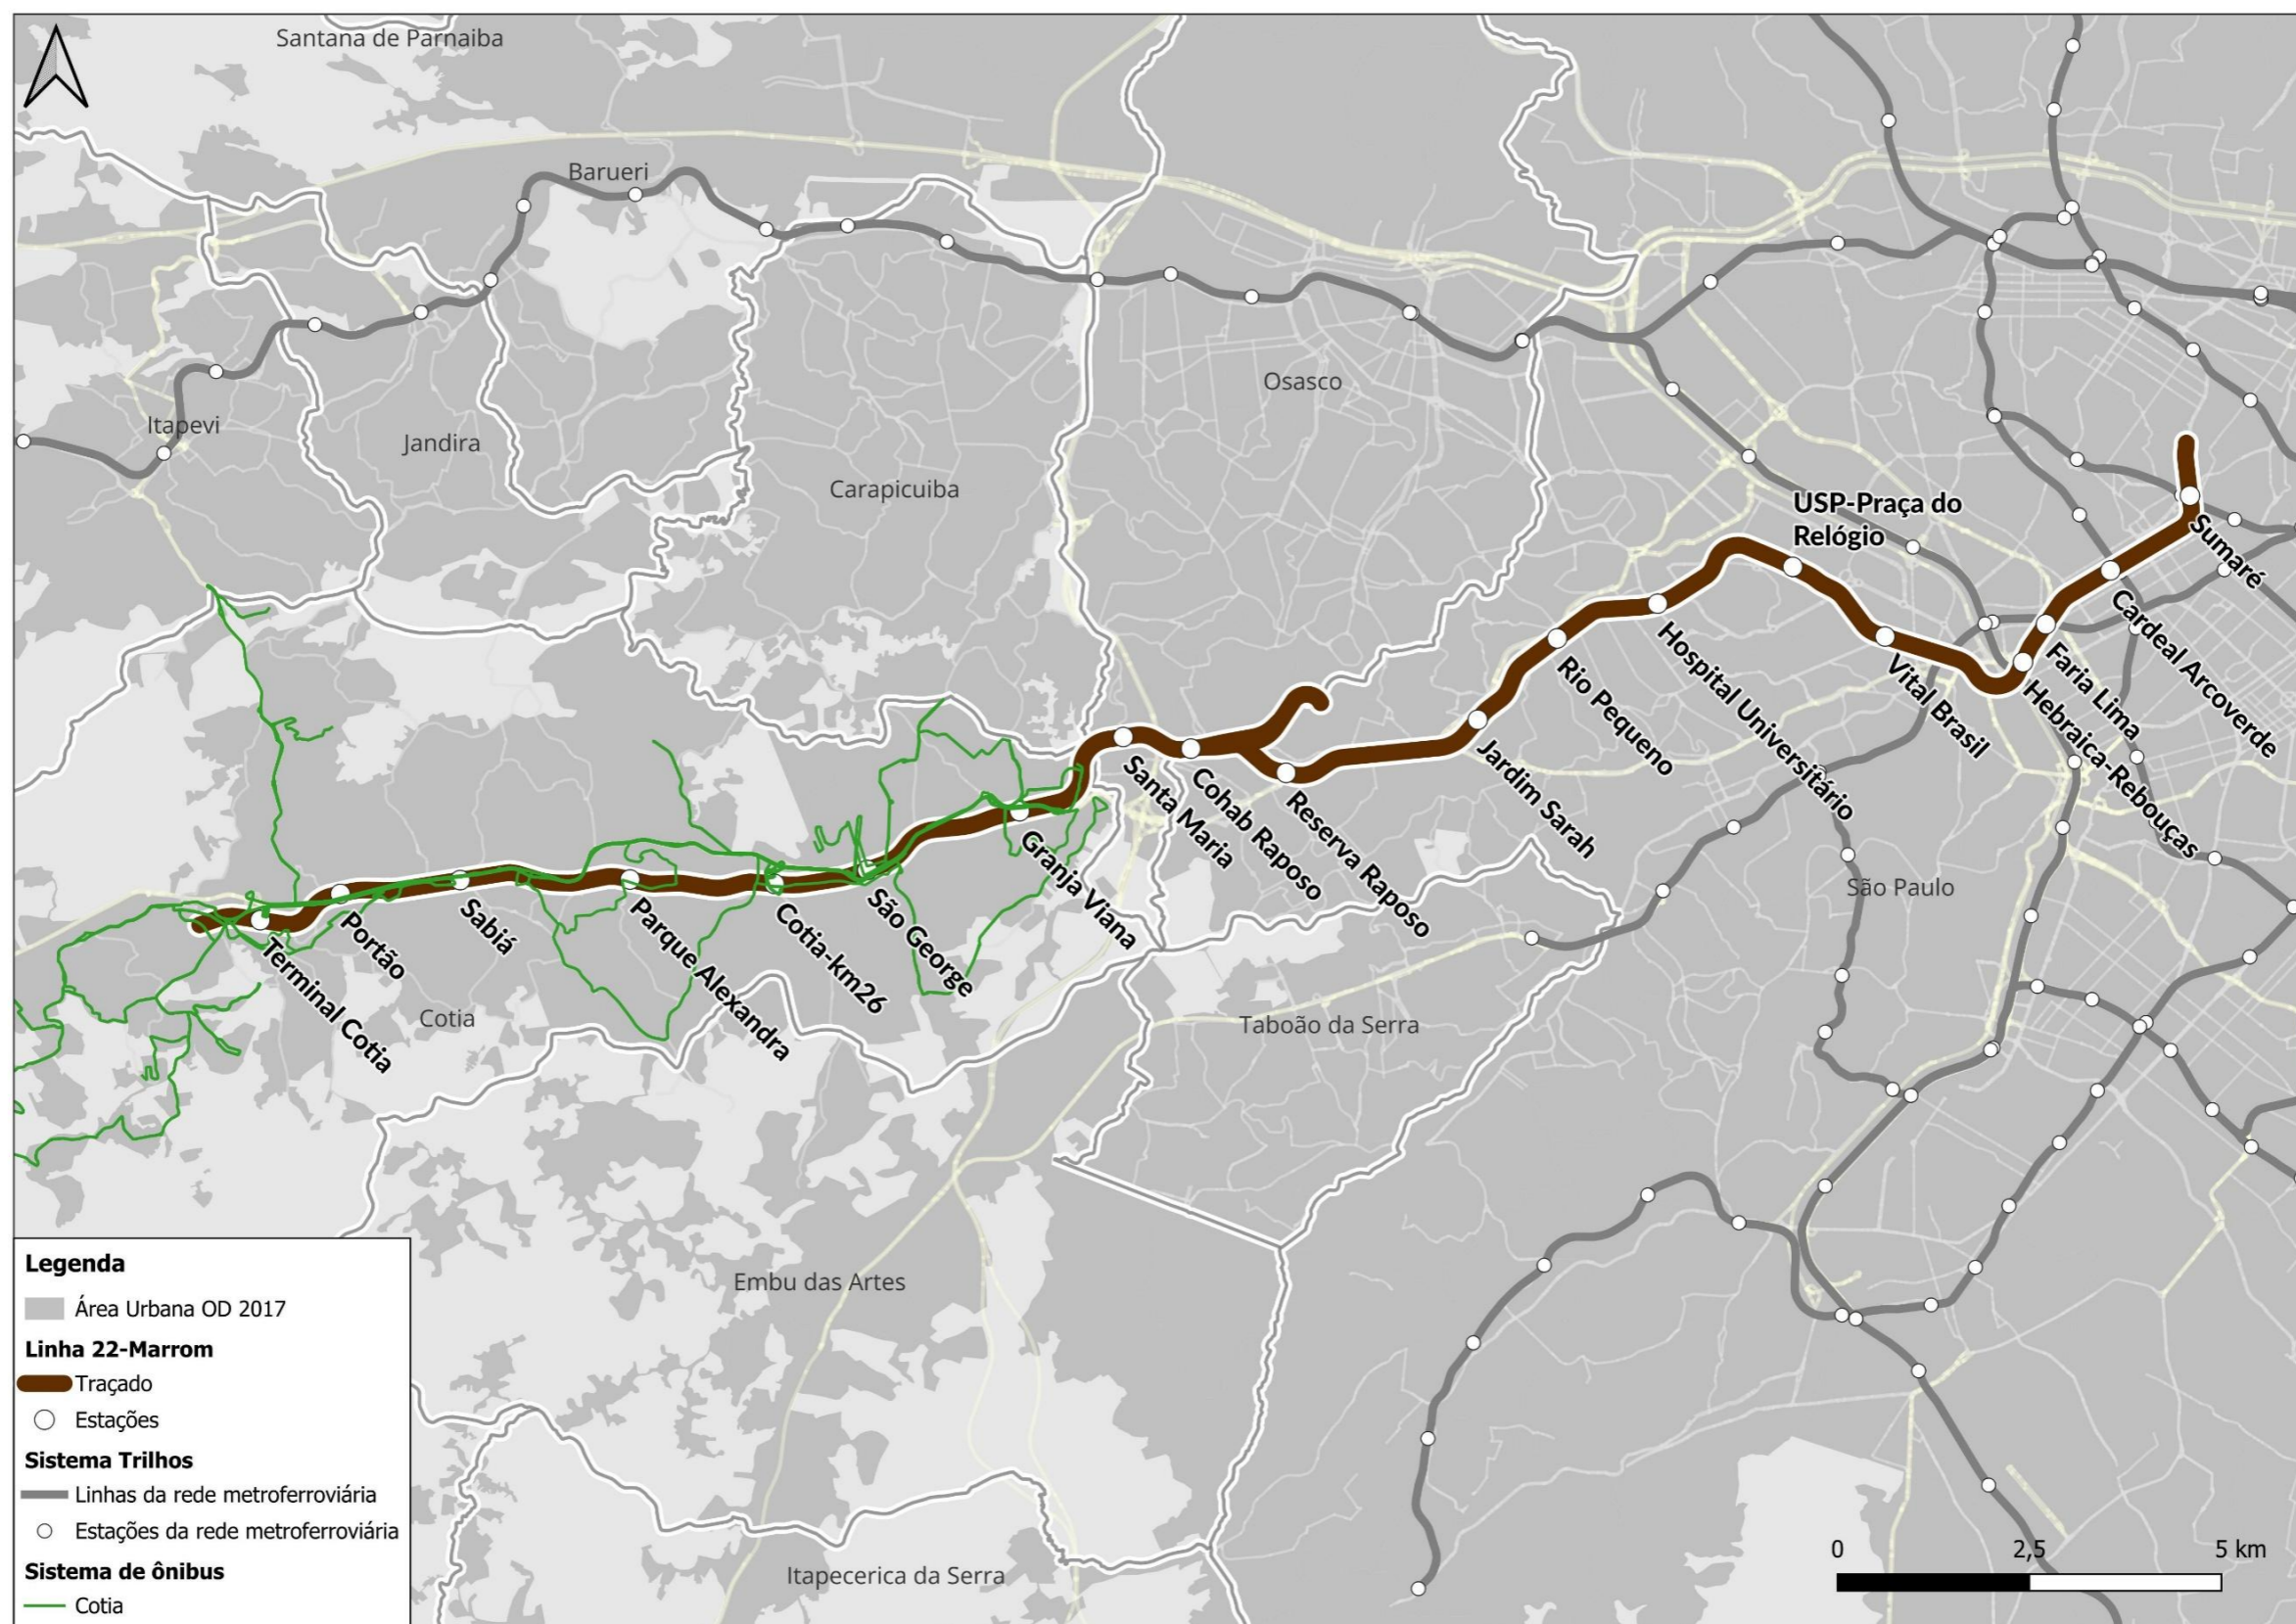 Santana de Parnaiba
Barueri
Osasco
Itapevi
Jandira
Carapicuiba
USP-Praça do
Relógio
Sumaré
Cardeal Arcoverde
Faria Lima
Hebraica-Rebouças
Vital Brasil
Hospital Universitário
Rio Pequeno
Jardim Sarah
Reserva Raposo
Cohab Raposo
Santa Maria
Granja Viana
São George
Cotia-km26
Parque Alexandra
Sabiá
Portão
Terminal Cotia
São Paulo
Cotia
Taboão da Serra
Embu das Artes
Itapecerica da Serra
Legenda
Área Urbana OD 2017
Linha 22-Marrom
Traçado
Estações
Sistema Trilhos
Linhas da rede metroferroviária
Estações da rede metroferroviária
Sistema de ônibus
Cotia
0 2,5 5 km